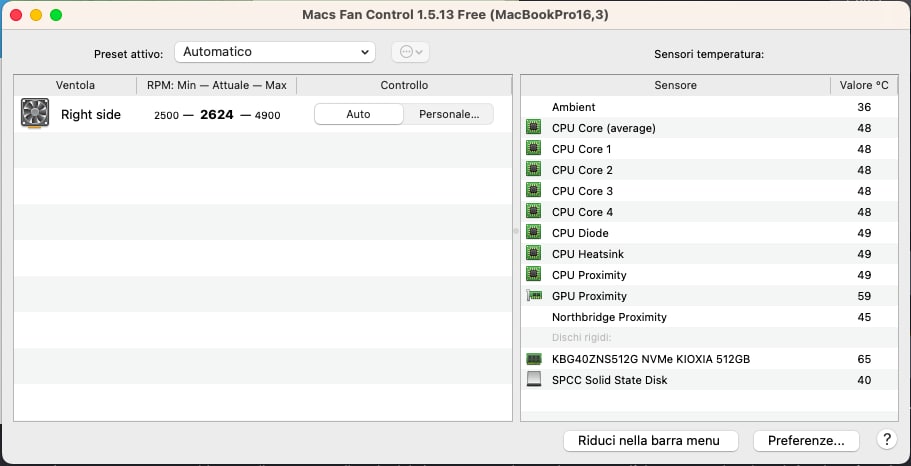 Macs Fan Control 1.5.13 Free (MacBookPro16,3)
Preset attivo: Automatico
Sensori temperatura:
Ventola RPM: Min — Attuale — Max Controllo
Right side 2500 — 2624 — 4900 Auto Personale...
Sensore Valore °C
Ambient 36
CPU Core (average) 48
CPU Core 1 48
CPU Core 2 48
CPU Core 3 48
CPU Core 4 48
CPU Diode 49
CPU Heatsink 49
CPU Proximity 49
GPU Proximity 59
Northbridge Proximity 45
Dischi rigidi:
KBG40ZNS512G NVMe KIOXIA 512GB 65
SPCC Solid State Disk 40
Riduci nella barra menu Preferenze... ?